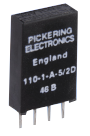 PICKERING
ELECTRONICS
England
110-1-A-5/2D
46 B